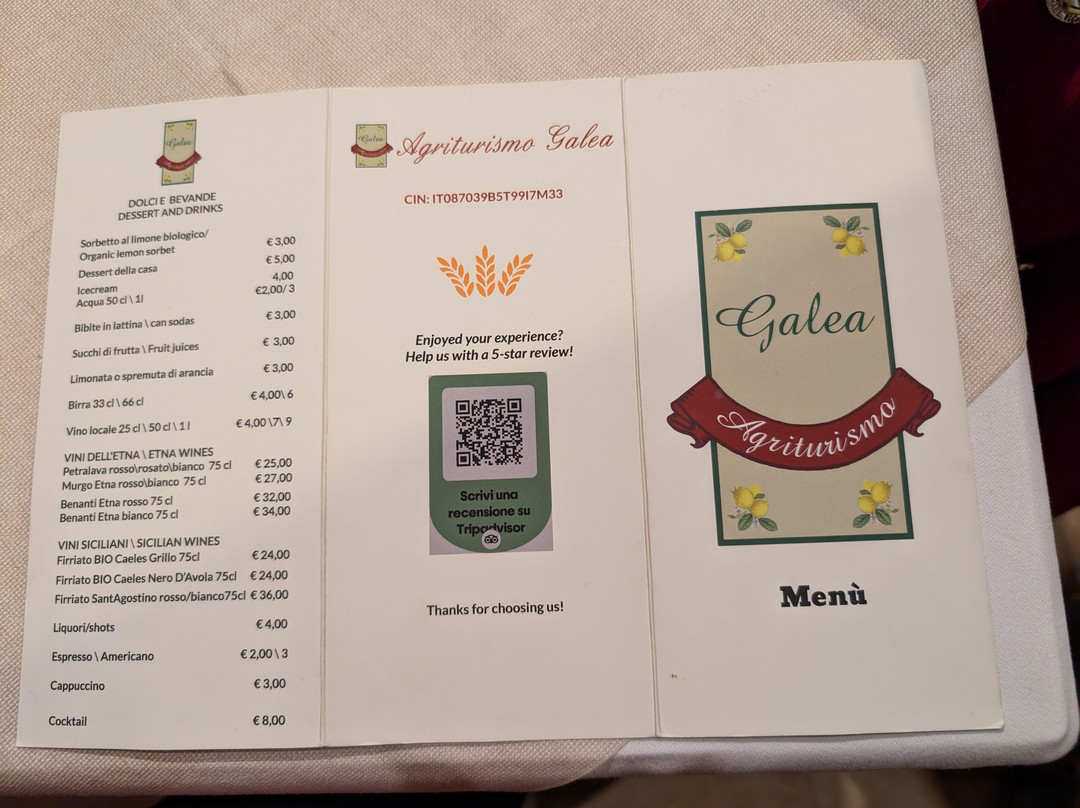 Galea
DOLCI E BEVANDE
DESSERT AND DRINKS
Sorbetto al limone biologico/
Organic lemon sorbet € 3,00
Dessert della casa € 5,00
Icecream 4,00
Acqua 50 cl \ 1l €2,00/ 3
Bibite in lattina \ can sodas € 3,00
Succhi di frutta \ Fruit juices € 3,00
Limonata o spremuta di arancia € 3,00
Birra 33 cl \ 66 cl € 4,00\ 6
Vino locale 25 cl \ 50 cl \ 1 l € 4,00 \7\ 9
VINI DELL'ETNA \ ETNA WINES
Petralava rosso\rosato\bianco 75 cl € 25,00
Murgo Etna rosso\bianco 75 cl € 27,00
Benanti Etna rosso 75 cl € 32,00
Benanti Etna bianco 75 cl € 34,00
VINI SICILIANI \ SICILIAN WINES
Firriato BIO Caeles Grillo 75cl € 24,00
Firriato BIO Caeles Nero D'Avola 75cl € 24,00
Firriato SantAgostino rosso/bianco75cl € 36,00
Liquori/shots € 4,00
Espresso \ Americano € 2,00 \ 3
Cappuccino € 3,00
Cocktail € 8,00
Galea
Agriturismo Galea
CIN: IT087039B5T99I7M33
Enjoyed your experience?
Help us with a 5-star review!
Scrivi una
recensione su
Tripadvisor
Thanks for choosing us!
Galea
Agriturismo
Menù